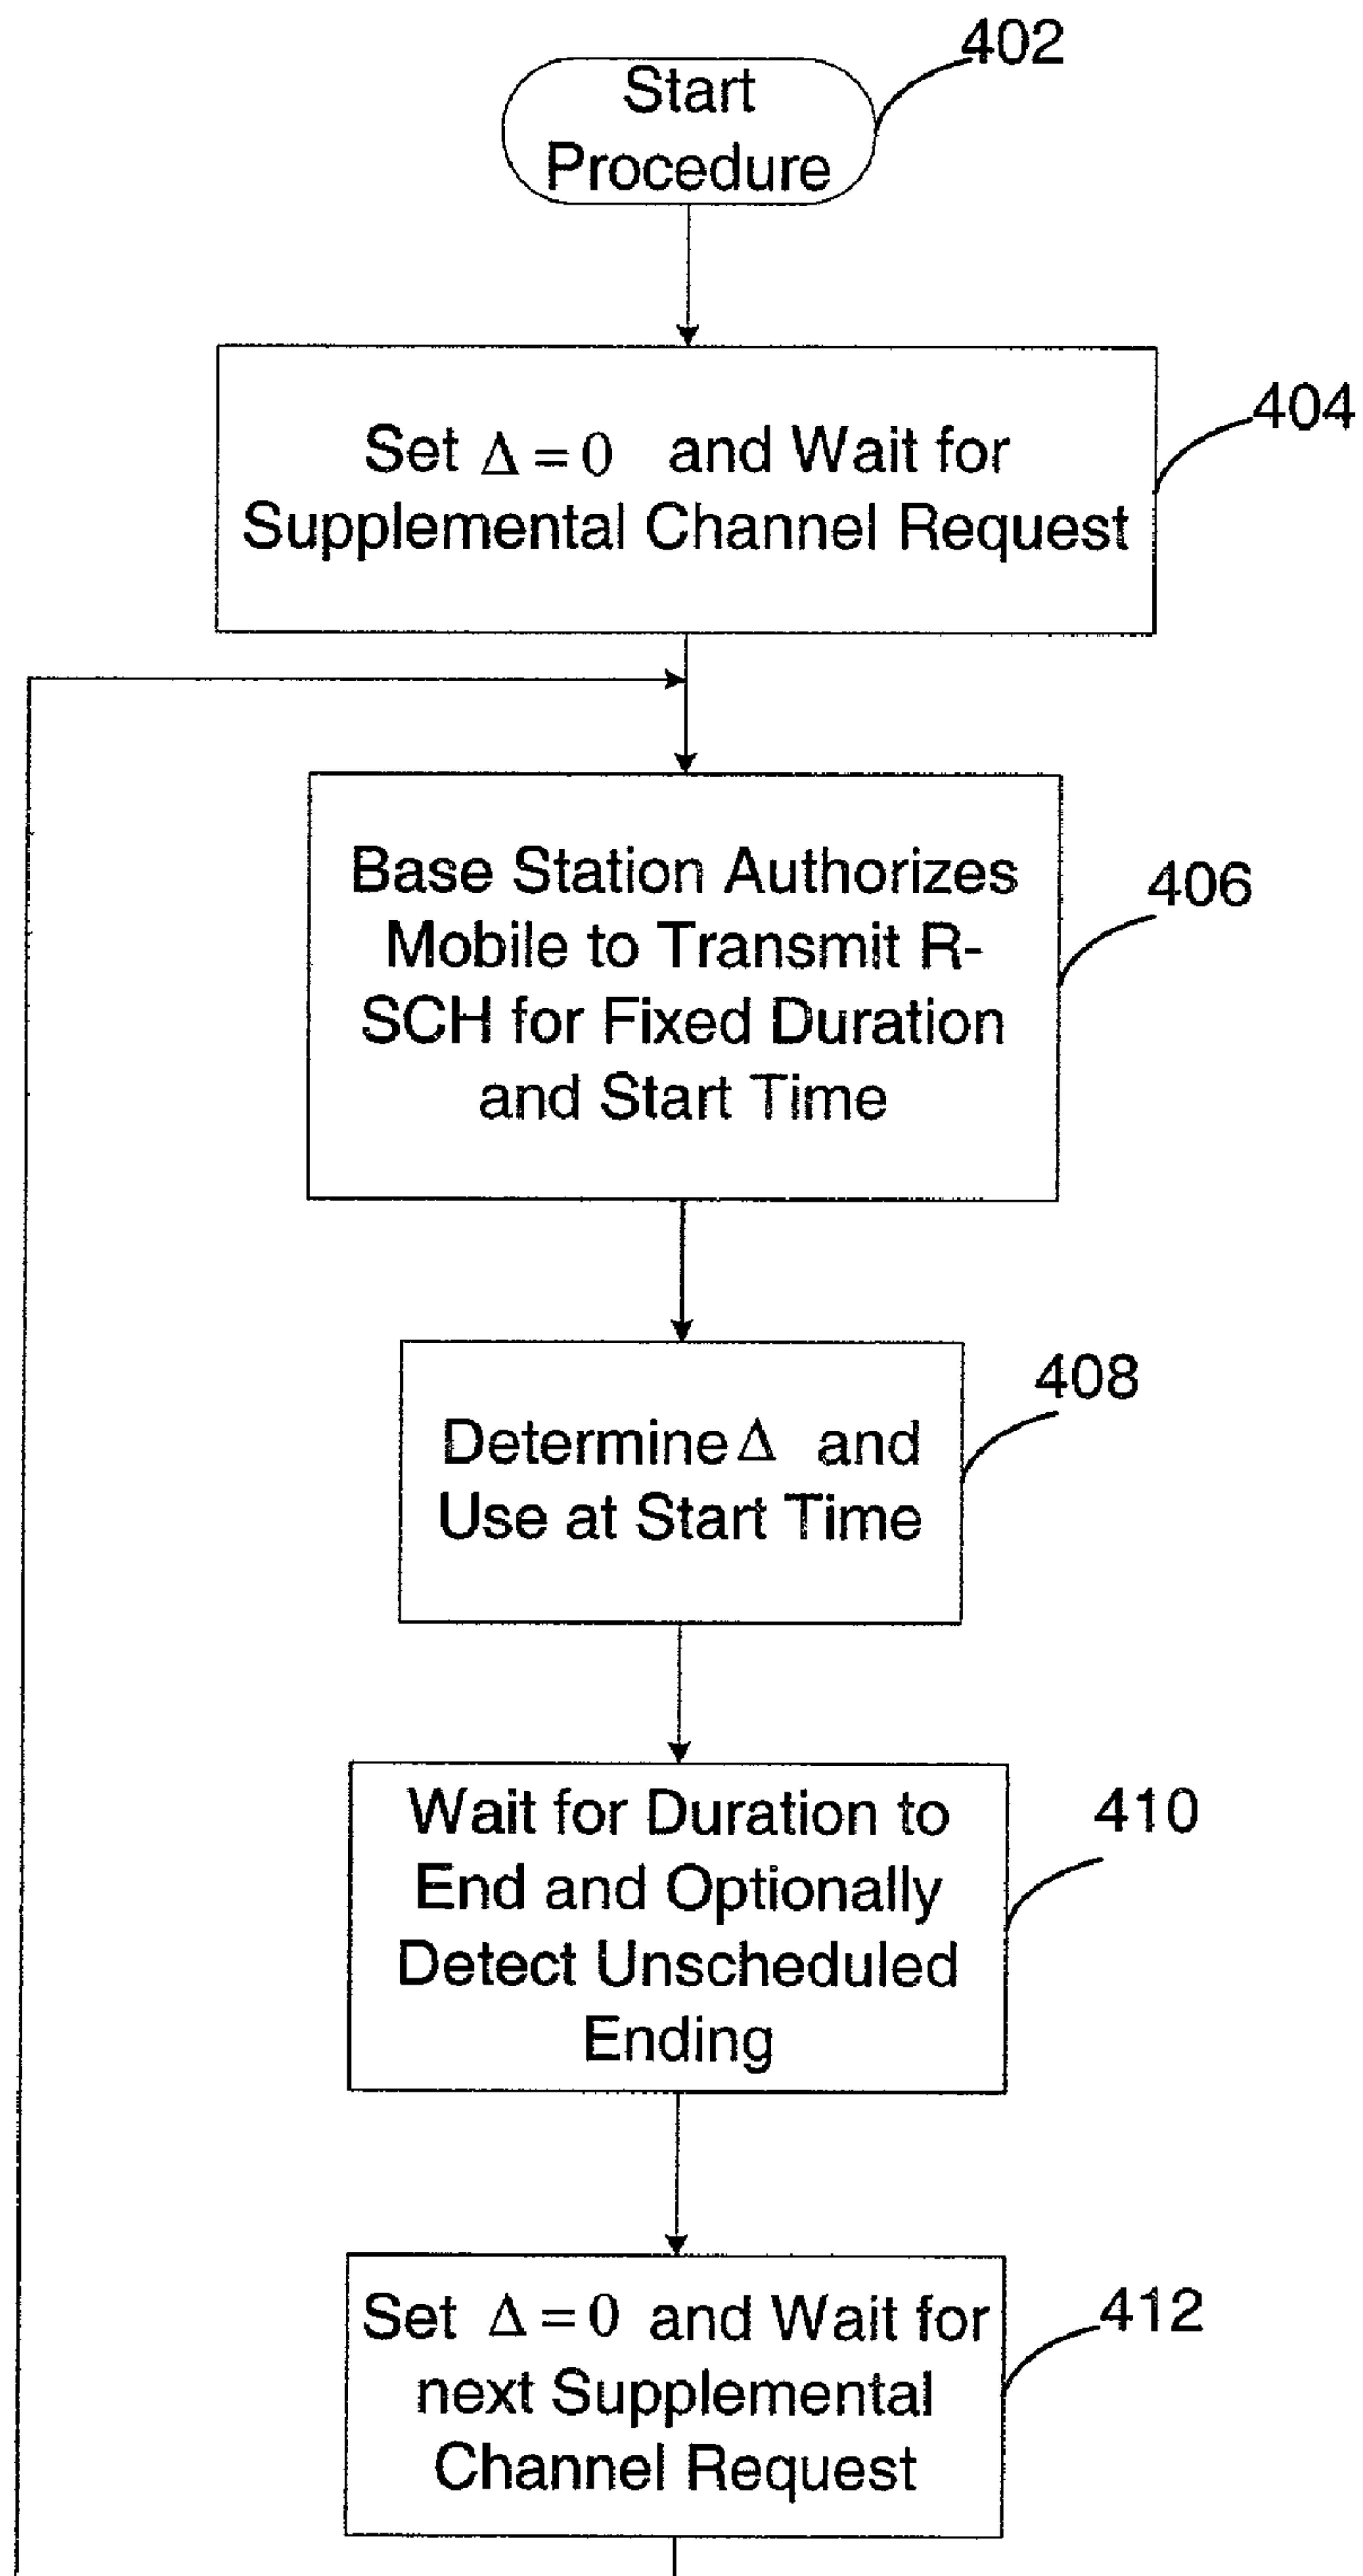 402
Start
Procedure
404
Set Δ = 0 and Wait for
Supplemental Channel Request
406
Base Station Authorizes
Mobile to Transmit R-
SCH for Fixed Duration
and Start Time
408
Determine Δ and
Use at Start Time
410
Wait for Duration to
End and Optionally
Detect Unscheduled
Ending
412
Set Δ = 0 and Wait for
next Supplemental
Channel Request